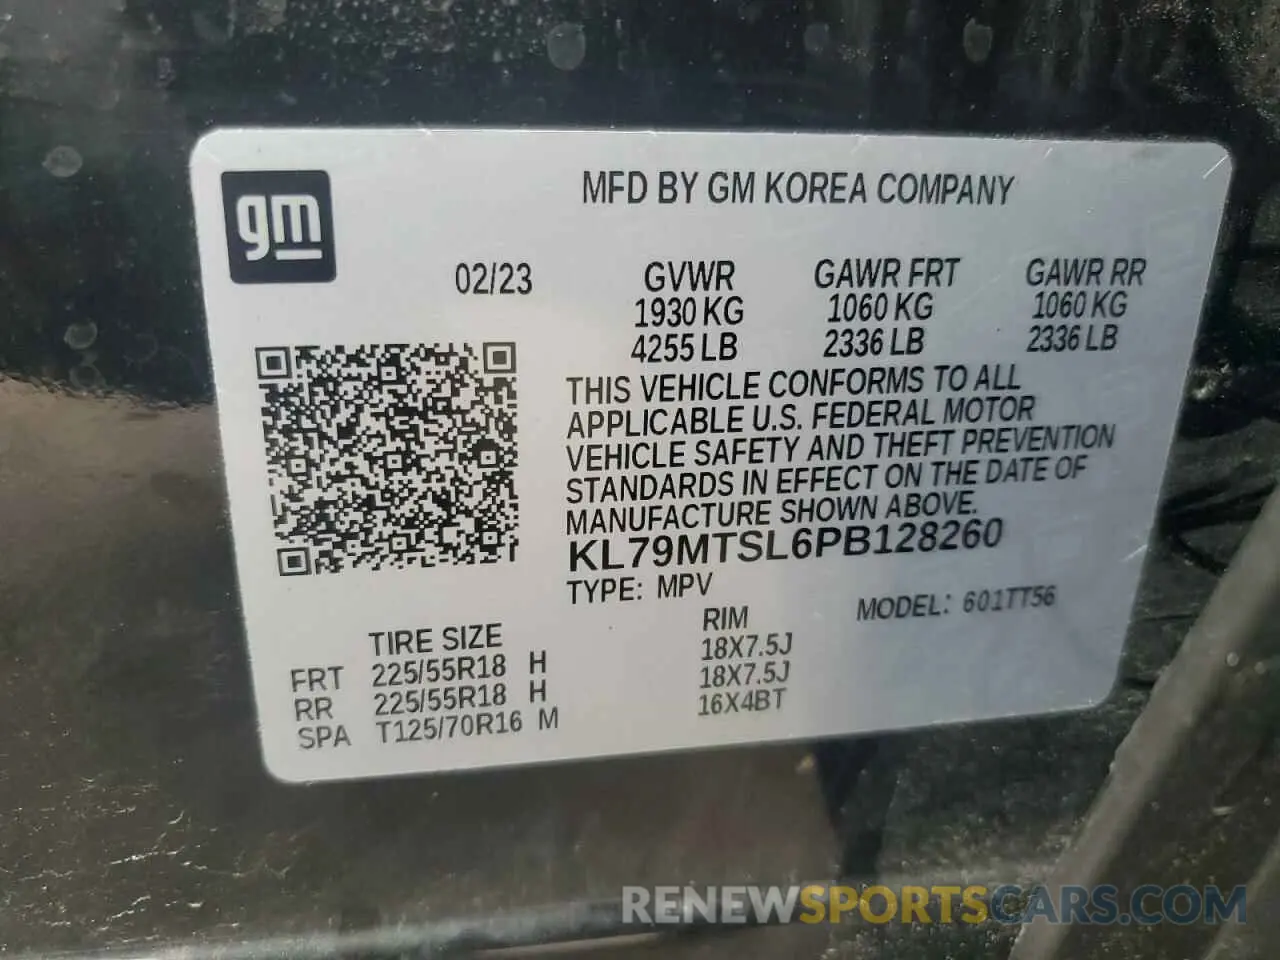 gm
MFD BY GM KOREA COMPANY
02/23
GVWR GAWR FRT GAWR RR
1930 KG 1060 KG 1060 KG
4255 LB 2336 LB 2336 LB
THIS VEHICLE CONFORMS TO ALL
APPLICABLE U.S. FEDERAL MOTOR
VEHICLE SAFETY AND THEFT PREVENTION
STANDARDS IN EFFECT ON THE DATE OF
MANUFACTURE SHOWN ABOVE.
KL79MTSL6PB128260
TYPE: MPV
MODEL: 601TT56
TIRE SIZE RIM
FRT 225/55R18 H 18X7.5J
RR 225/55R18 H 18X7.5J
SPA T125/70R16 M 16X4BT
RENEWSPORTSCARS.COM